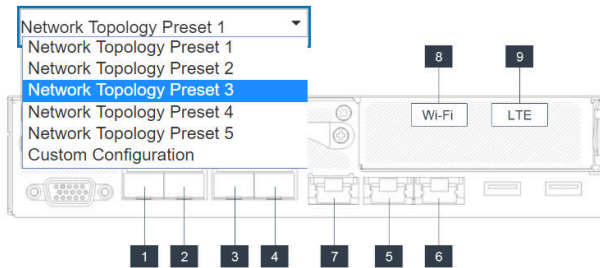 Network Topology Preset 1
Network Topology Preset 1
Network Topology Preset 2
Network Topology Preset 3
Network Topology Preset 4
Network Topology Preset 5
Custom Configuration
8 9
Wi-Fi LTE
1 2 3 4 7 5 6